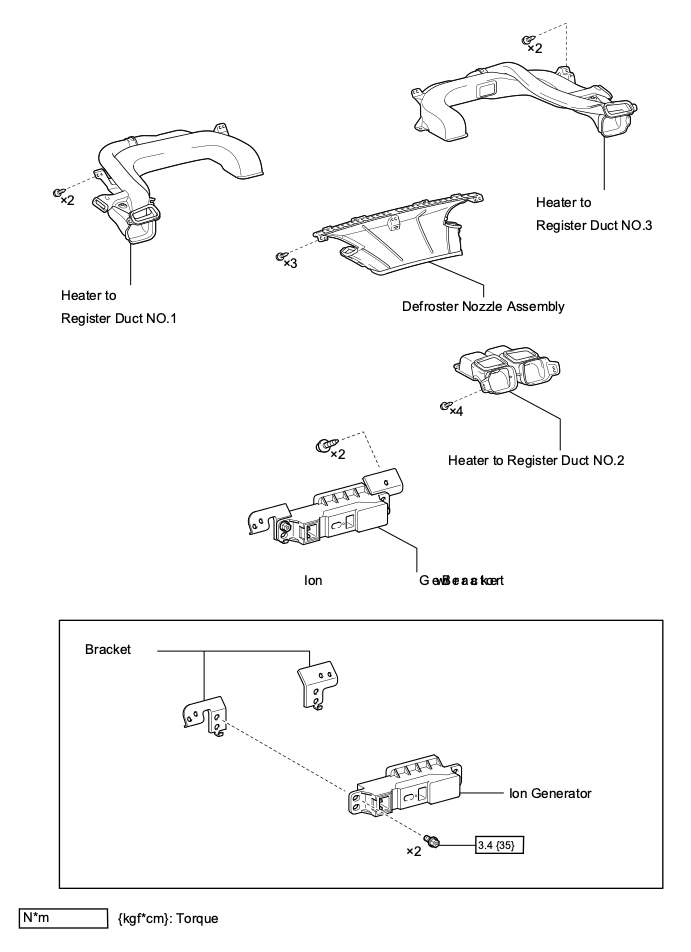 ×2
×2
Heater to
Register Duct NO.3
×3
Heater to
Register Duct NO.1
Defroster Nozzle Assembly
×4
×2
Heater to Register Duct NO.2
Ion
Bracket
Ion Generator
×2
3.4 {35}
N*m
{kgf*cm}: Torque